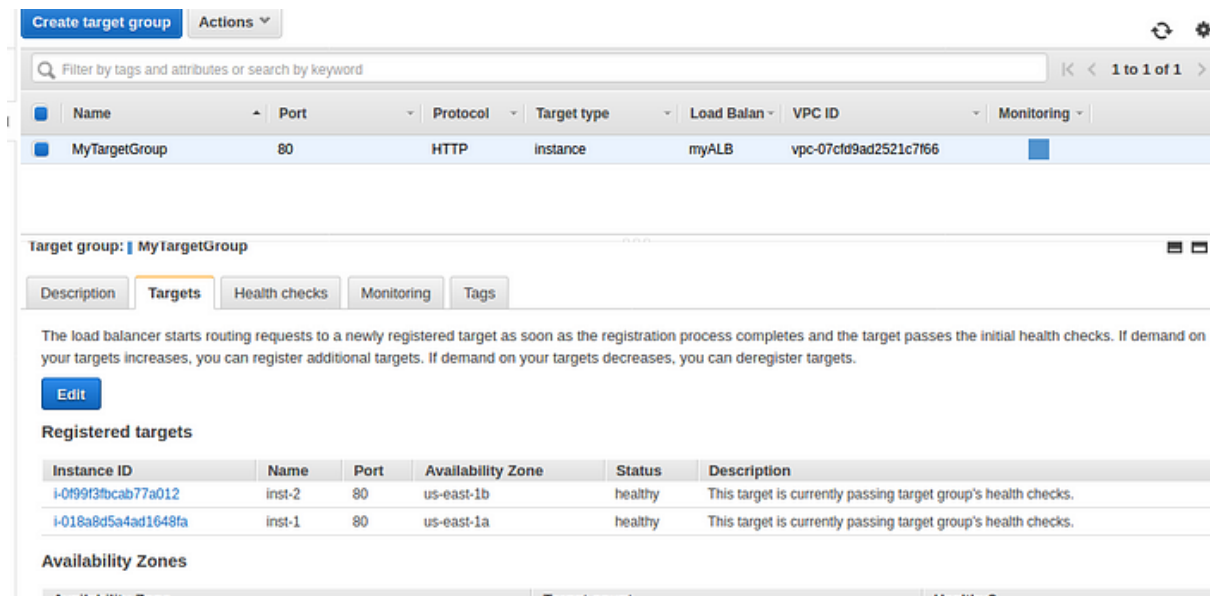 Create target group Actions
Filter by tags and attributes or search by keyword 1 to 1 of 1
Name Port Protocol Target type Load Balan VPC ID Monitoring
MyTargetGroup 80 HTTP instance myALB vpc-07cfd9ad2521c7f66
Target group: MyTargetGroup
Description Targets Health checks Monitoring Tags
The load balancer starts routing requests to a newly registered target as soon as the registration process completes and the target passes the initial health checks. If demand on
your targets increases, you can register additional targets. If demand on your targets decreases, you can deregister targets.
Edit
Registered targets
Instance ID Name Port Availability Zone Status Description
i-0f99f3fbcab77a012 inst-2 80 us-east-1b healthy This target is currently passing target group's health checks.
i-018a8d5a4ad1648fa inst-1 80 us-east-1a healthy This target is currently passing target group's health checks.
Availability Zones